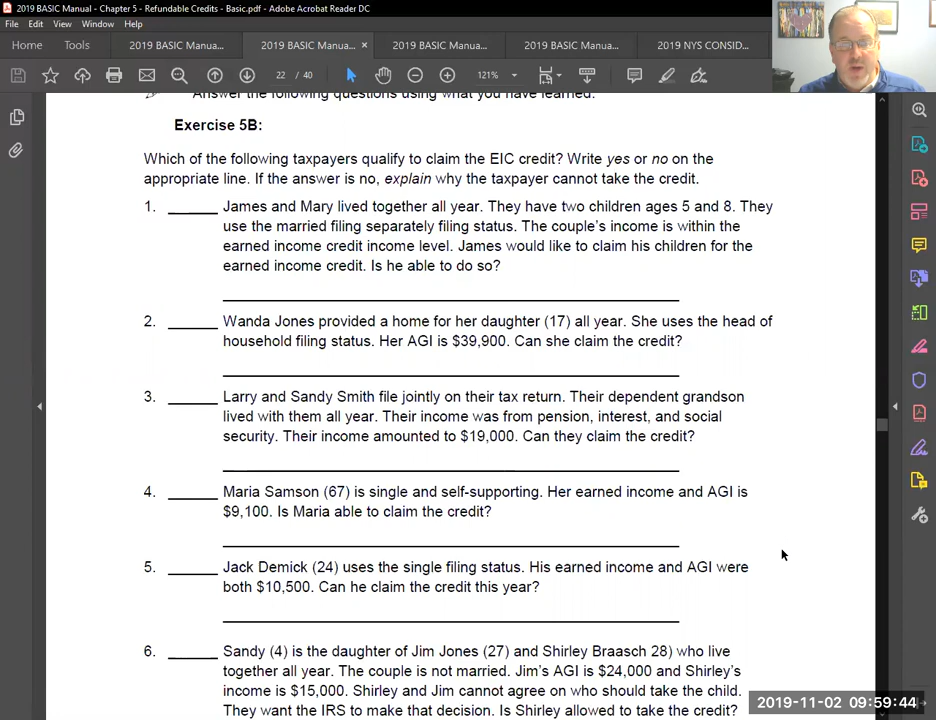 2019 BASIC Manual - Chapter 5 - Refundable Credits - Basic.pdf - Adobe Acrobat Reader DC
File Edit View Window Help
Home Tools 2019 BASIC Manua... 2019 BASIC Manua... × 2019 BASIC Manua... 2019 BASIC Manua... 2019 NYS CONSID...
22 / 40 121%
Answer the following questions using what you have learned.
Exercise 5B:
Which of the following taxpayers qualify to claim the EIC credit? Write yes or no on the
appropriate line. If the answer is no, explain why the taxpayer cannot take the credit.
1. ______ James and Mary lived together all year. They have two children ages 5 and 8. They
use the married filing separately filing status. The couple's income is within the
earned income credit income level. James would like to claim his children for the
earned income credit. Is he able to do so?
2. ______ Wanda Jones provided a home for her daughter (17) all year. She uses the head of
household filing status. Her AGI is $39,900. Can she claim the credit?
3. ______ Larry and Sandy Smith file jointly on their tax return. Their dependent grandson
lived with them all year. Their income was from pension, interest, and social
security. Their income amounted to $19,000. Can they claim the credit?
4. ______ Maria Samson (67) is single and self-supporting. Her earned income and AGI is
$9,100. Is Maria able to claim the credit?
5. ______ Jack Demick (24) uses the single filing status. His earned income and AGI were
both $10,500. Can he claim the credit this year?
6. ______ Sandy (4) is the daughter of Jim Jones (27) and Shirley Braasch 28) who live
together all year. The couple is not married. Jim's AGI is $24,000 and Shirley's
income is $15,000. Shirley and Jim cannot agree on who should take the child.
They want the IRS to make that decision. Is Shirley allowed to take the credit?
2019-11-02 09:59:44